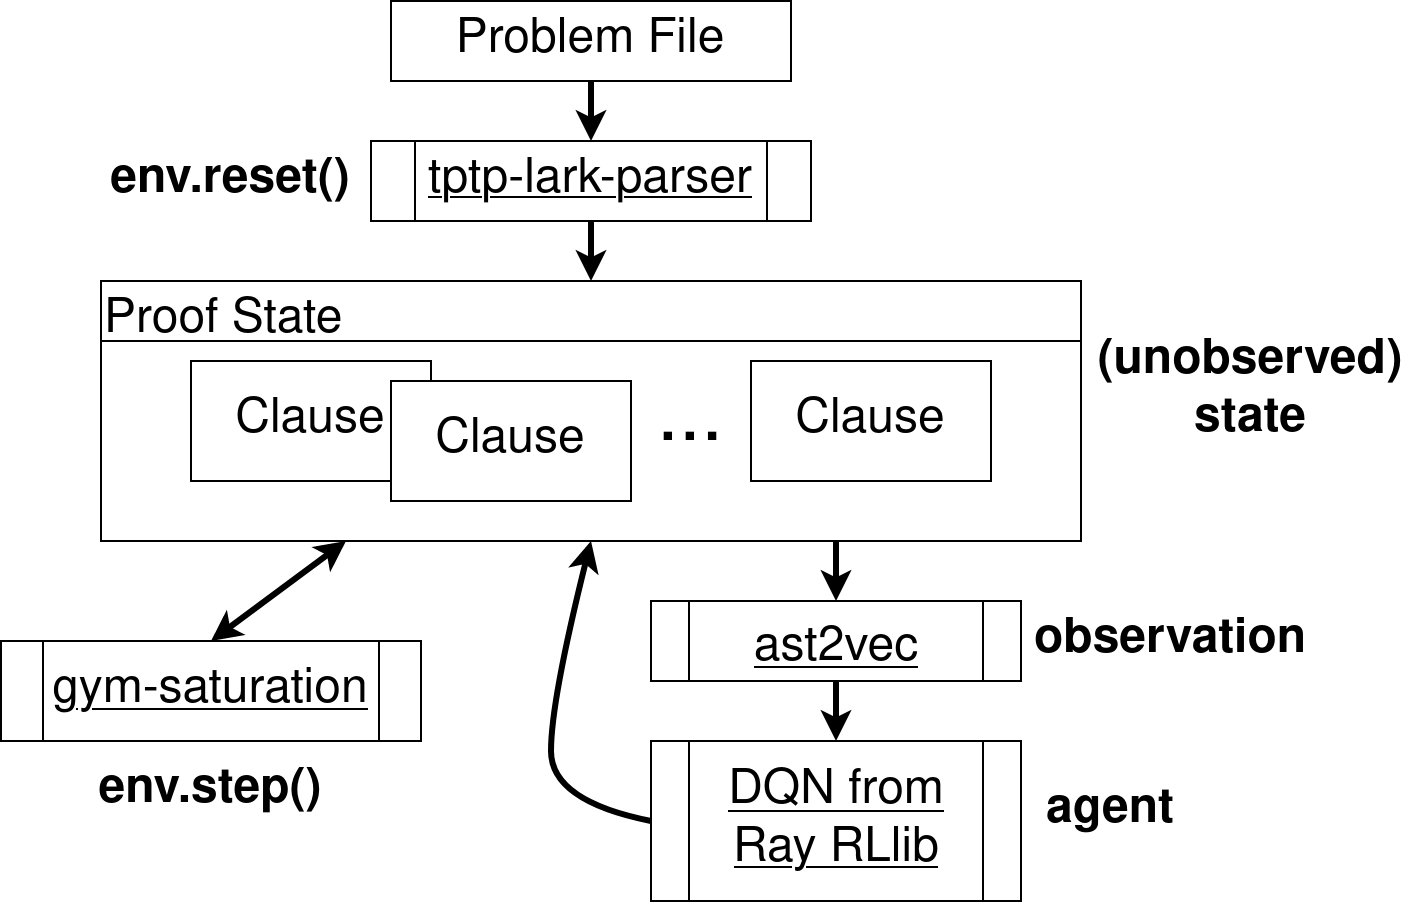 Problem File
env.reset()
tptp-lark-parser
Proof State
(unobserved)
state
Clause
Clause
...
Clause
ast2vec
observation
gym-saturation
env.step()
DQN from
Ray RLlib
agent